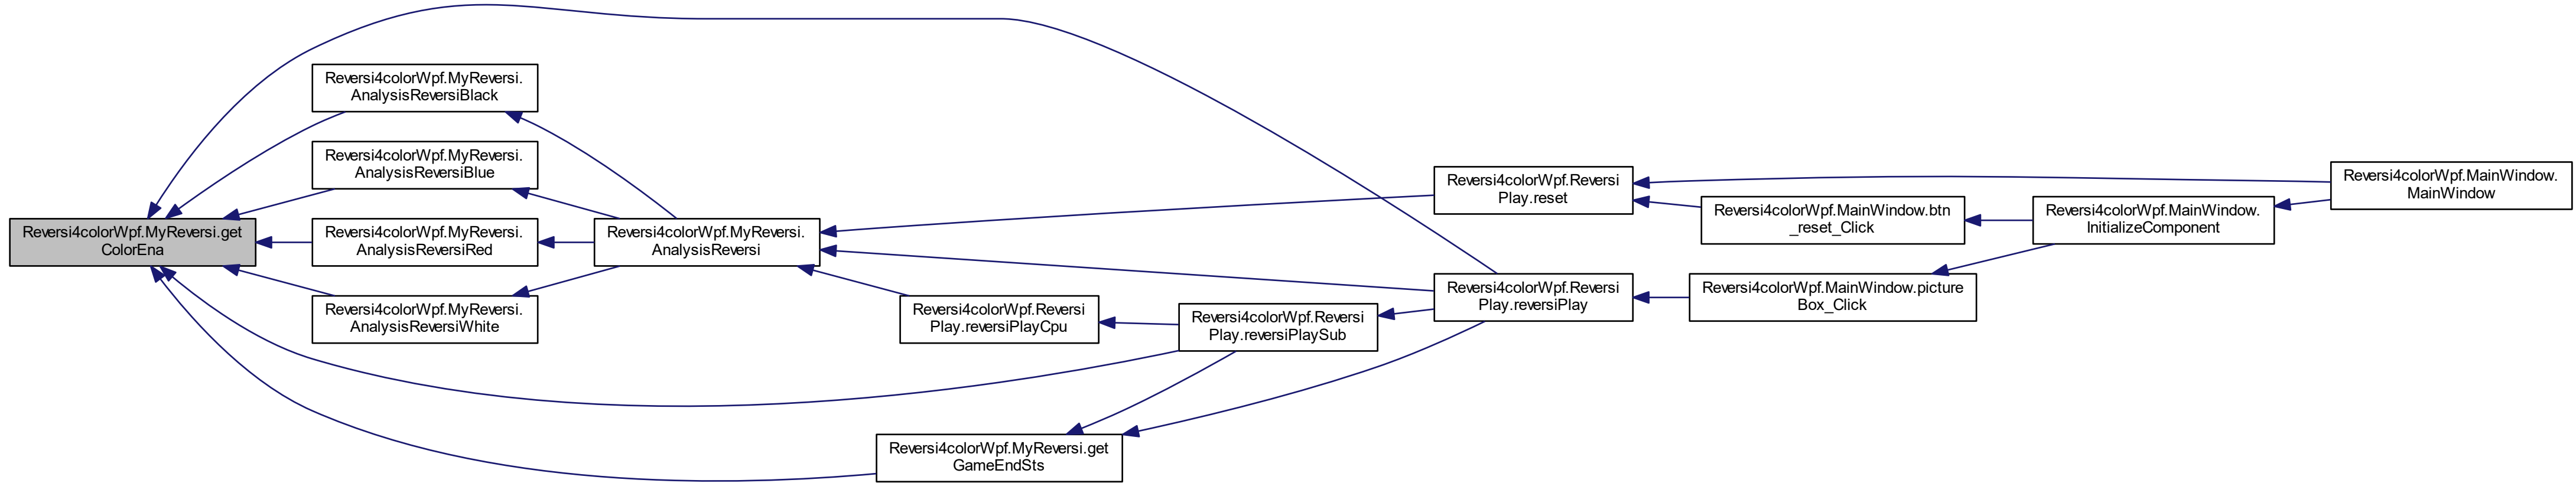 Reversi4colorWpf.MyReversi.get
ColorEna
Reversi4colorWpf.MyReversi.
AnalysisReversiBlack
Reversi4colorWpf.MyReversi.
AnalysisReversiBlue
Reversi4colorWpf.MyReversi.
AnalysisReversiRed
Reversi4colorWpf.MyReversi.
AnalysisReversiWhite
Reversi4colorWpf.MyReversi.
AnalysisReversi
Reversi4colorWpf.MyReversi.get
GameEndSts
Reversi4colorWpf.Reversi
Play.reversiPlayCpu
Reversi4colorWpf.Reversi
Play.reversiPlaySub
Reversi4colorWpf.Reversi
Play.reset
Reversi4colorWpf.Reversi
Play.reversiPlay
Reversi4colorWpf.MainWindow.btn
_reset_Click
Reversi4colorWpf.MainWindow.picture
Box_Click
Reversi4colorWpf.MainWindow.
InitializeComponent
Reversi4colorWpf.MainWindow.
MainWindow